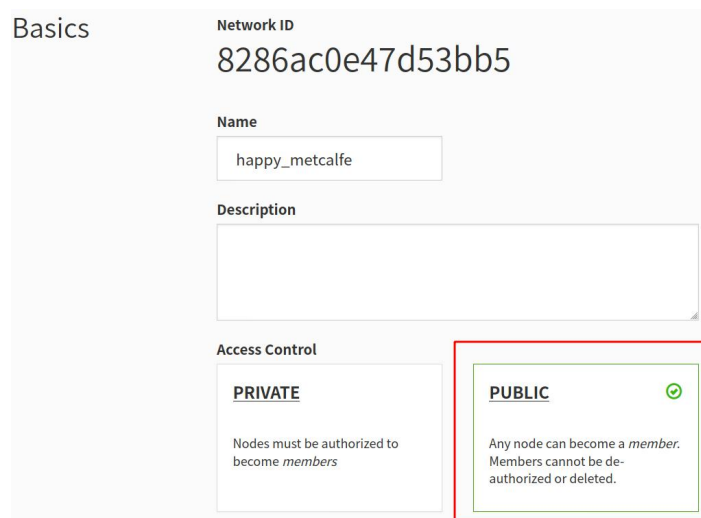 Basics
Network ID
8286ac0e47d53bb5
Name
happy_metcalfe
Description
Access Control
PRIVATE
Nodes must be authorized to
become members
PUBLIC
Any node can become a member.
Members cannot be de-
authorized or deleted.